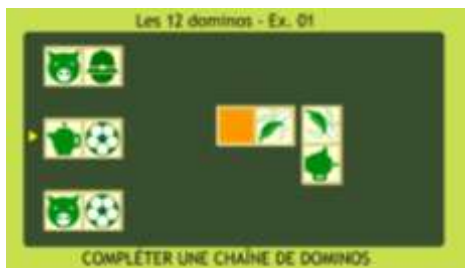 Les 12 dominos - Ex. 01
COMPLÉTER UNE CHAÎNE DE DOMINOS